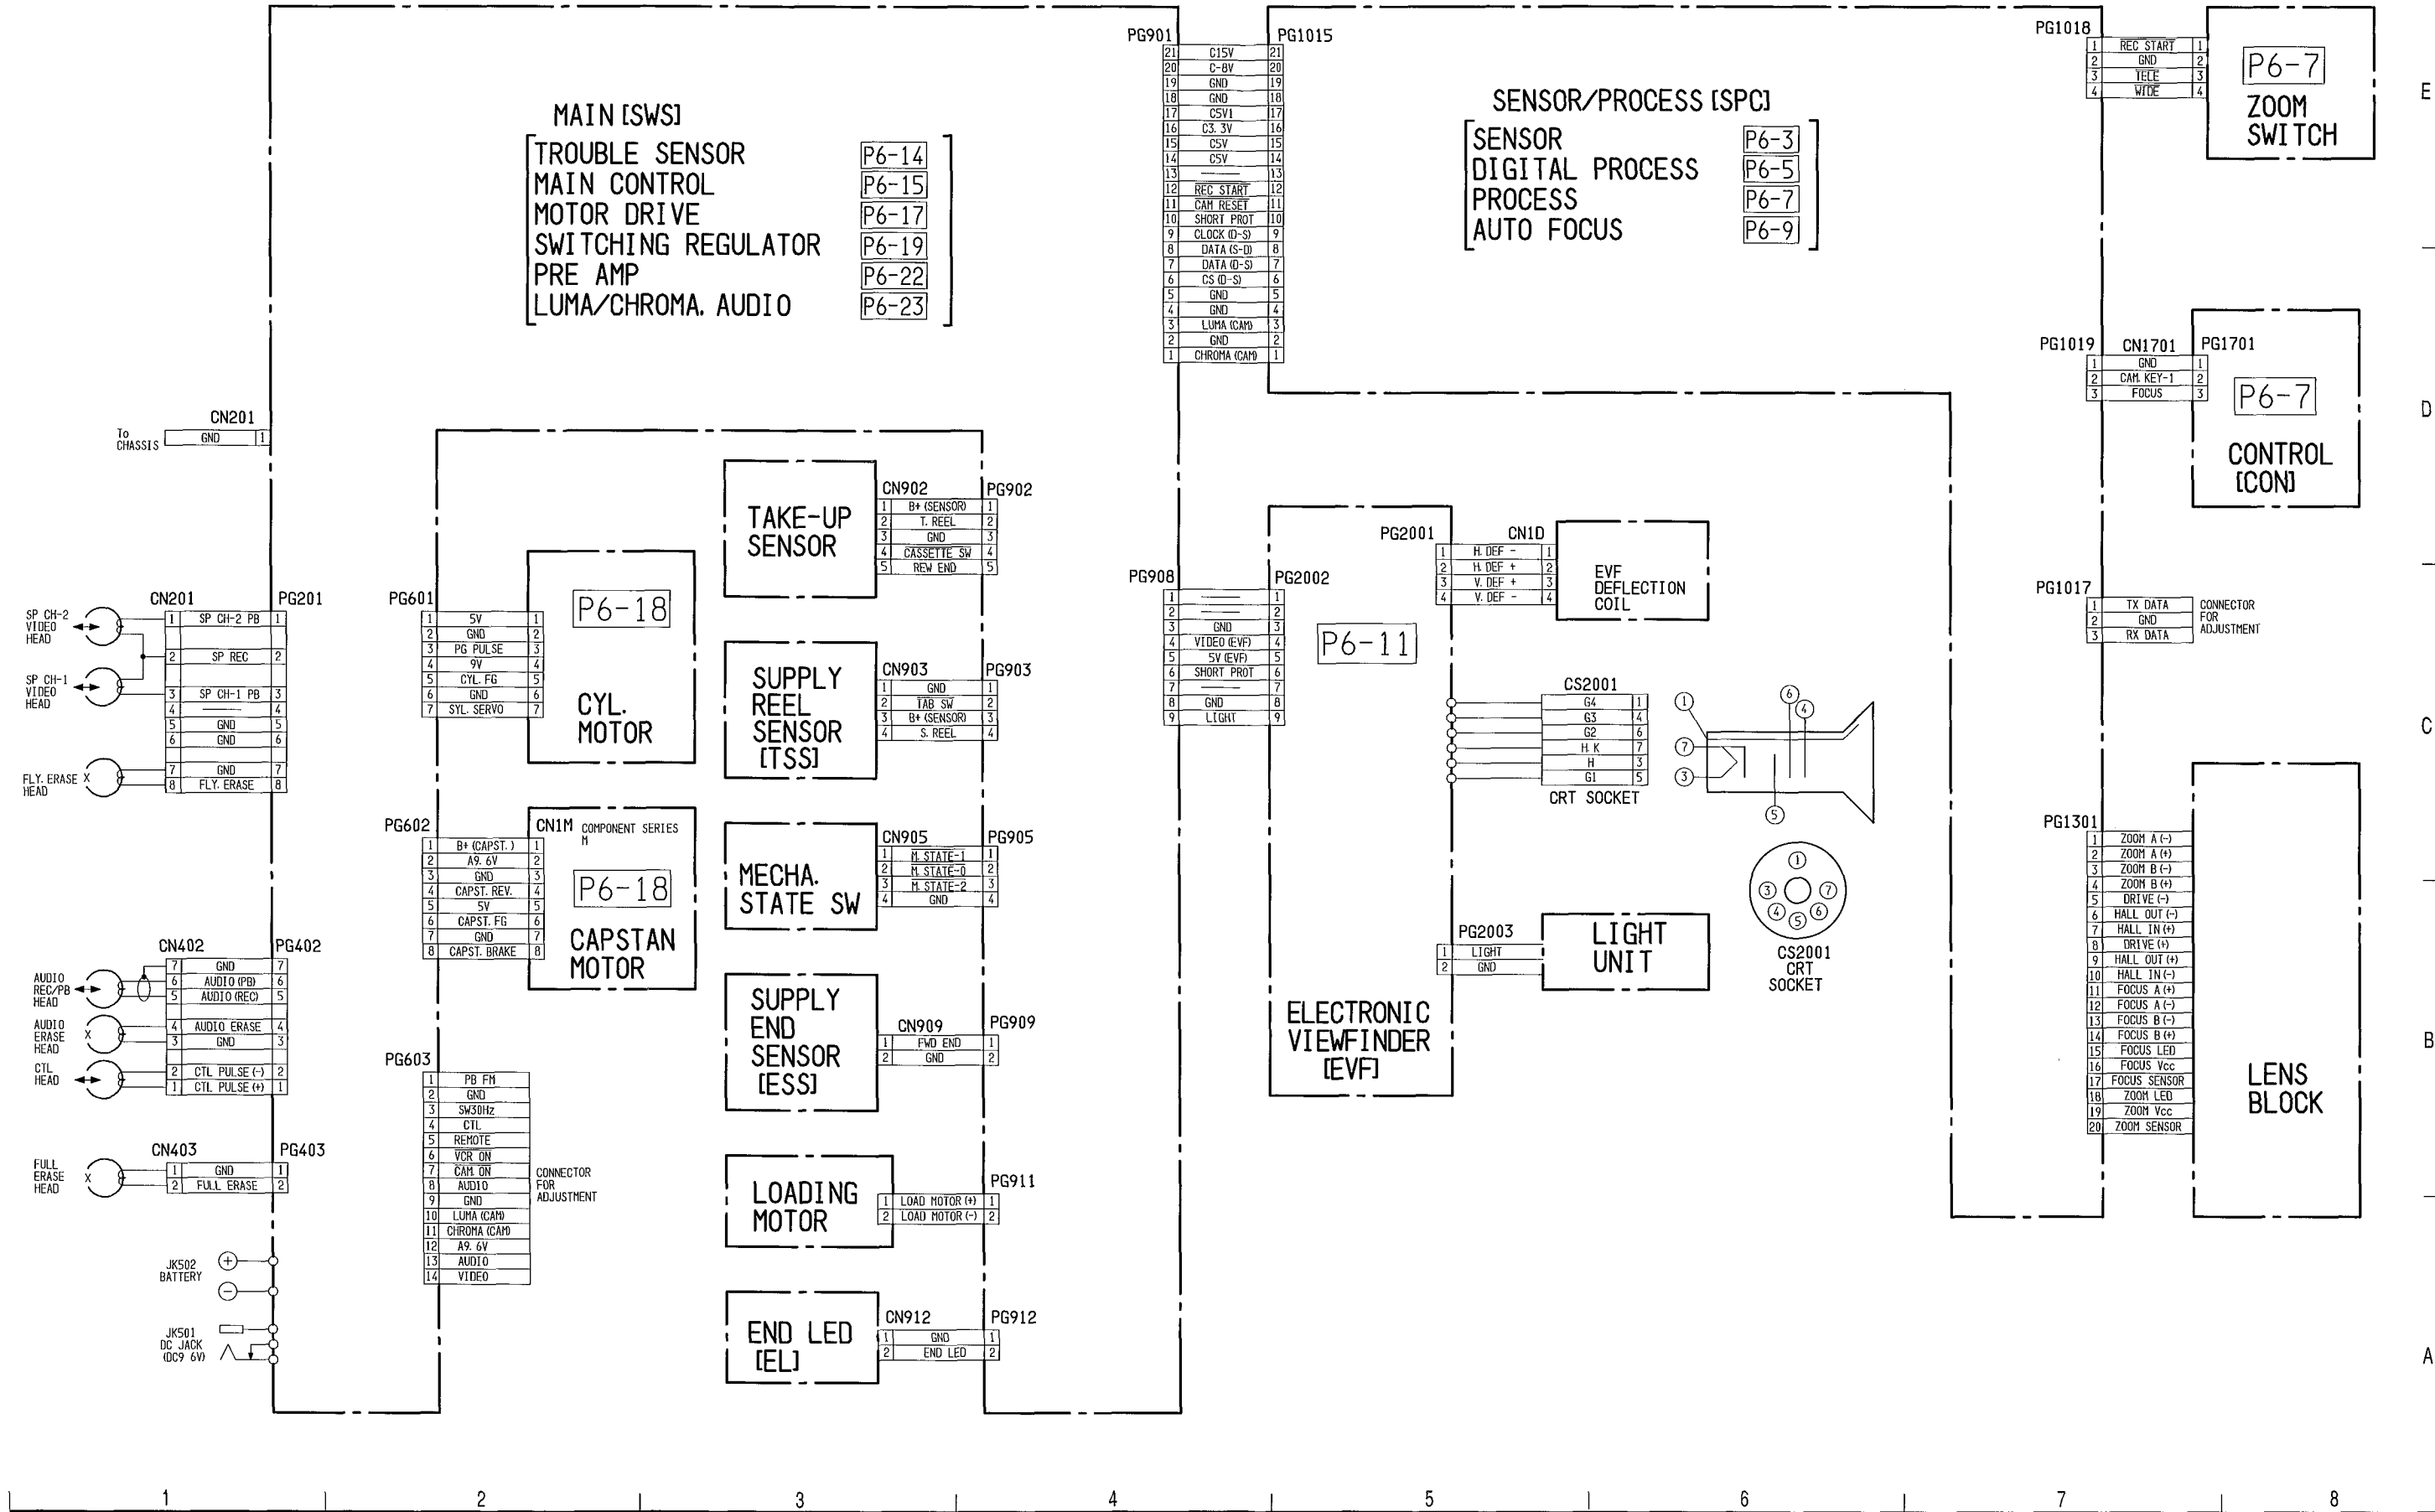 MAIN [SWS]
TROUBLE SENSOR P6-14
MAIN CONTROL P6-15
MOTOR DRIVE P6-17
SWITCHING REGULATOR P6-19
PRE AMP P6-22
LUMA/CHROMA. AUDIO P6-23
PG901 PG1015
21 C15V 21
20 C-8V 20
19 GND 19
18 GND 18
17 C5V1 17
16 C3.3V 16
15 C5V 15
14 C5V 14
13 13
12 REC START 12
11 CAM RESET 11
10 SHORT PROT 10
9 CLOCK (D-S) 9
8 DATA (S-D) 8
7 DATA (D-S) 7
6 CS (D-S) 6
5 GND 5
4 GND 4
3 LUMA (CAM) 3
2 GND 2
1 CHROMA (CAM) 1
SENSOR/PROCESS [SPC]
SENSOR P6-3
DIGITAL PROCESS P6-5
PROCESS P6-7
AUTO FOCUS P6-9
PG1018
1 REC START 1
2 GND 2
3 TELE 3
4 WIDE 4
P6-7
ZOOM
SWITCH
E
PG1019 CN1701 PG1701
1 GND 1
2 CAM. KEY-1 2
3 FOCUS 3
P6-7
CONTROL
[CON]
D
CN201
To
CHASSIS
GND 1
CN201 PG201
SP CH-2
VIDEO
HEAD
1 SP CH-2 PB 1
2 SP REC 2
SP CH-1
VIDEO
HEAD
3 SP CH-1 PB 3
4 4
5 GND 5
6 GND 6
FLY. ERASE X
HEAD
7 GND 7
8 FLY. ERASE 8
CN402 PG402
AUDIO
REC/PB
HEAD
7 GND 7
6 AUDIO (PB) 6
5 AUDIO (REC) 5
AUDIO
ERASE X
HEAD
4 AUDIO ERASE 4
3 GND 3
CTL
HEAD
2 CTL PULSE (-) 2
1 CTL PULSE (+) 1
CN403 PG403
FULL
ERASE X
HEAD
1 GND 1
2 FULL ERASE 2
JK502
BATTERY
+
−
JK501
DC JACK
(DC9 6V)
PG601
1 5V 1
2 GND 2
3 PG PULSE 3
4 9V 4
5 CYL. FG 5
6 GND 6
7 SYL. SERVO 7
P6-18
CYL.
MOTOR
PG602 CN1M COMPONENT SERIES
M
1 B+ (CAPST.) 1
2 A9. 6V 2
3 GND 3
4 CAPST. REV. 4
5 5V 5
6 CAPST. FG 6
7 GND 7
8 CAPST. BRAKE 8
P6-18
CAPSTAN
MOTOR
PG603
1 PB FM
2 GND
3 SW30Hz
4 CTL
5 REMOTE
6 VCR ON
7 CAM. ON
8 AUDIO
9 GND
10 LUMA (CAM)
11 CHROMA (CAM)
12 A9. 6V
13 AUDIO
14 VIDEO
CONNECTOR
FOR
ADJUSTMENT
TAKE-UP
SENSOR
CN902 PG902
1 B+ (SENSOR) 1
2 T. REEL 2
3 GND 3
4 CASSETTE SW 4
5 REW END 5
SUPPLY
REEL
SENSOR
[TSS]
CN903 PG903
1 GND 1
2 TAB SW 2
3 B+ (SENSOR) 3
4 S. REEL 4
MECHA.
STATE SW
CN905 PG905
1 M. STATE-1 1
2 M. STATE-0 2
3 M. STATE-2 3
4 GND 4
SUPPLY
END
SENSOR
[ESS]
CN909 PG909
1 FWD END 1
2 GND 2
LOADING
MOTOR
PG911
1 LOAD MOTOR (+) 1
2 LOAD MOTOR (-) 2
END LED
[EL]
CN912 PG912
1 GND 1
2 END LED 2
PG908 PG2002
1 1
2 2
3 GND 3
4 VIDEO (EVF) 4
5 5V (EVF) 5
6 SHORT PROT 6
7 7
8 GND 8
9 LIGHT 9
P6-11
ELECTRONIC
VIEWFINDER
[EVF]
PG2001 CN1D
1 H. DEF - 1
2 H. DEF + 2
3 V. DEF + 3
4 V. DEF - 4
EVF
DEFLECTION
COIL
CS2001
G4 1
G3 4
G2 6
H. K 7
H 3
G1 5
CRT SOCKET
1 6 4 7 3 5
1
3 7
4 5 6
CS2001
CRT
SOCKET
PG2003
1 LIGHT
2 GND
LIGHT
UNIT
PG1017
1 TX DATA
2 GND
3 RX DATA
CONNECTOR
FOR
ADJUSTMENT
C
PG1301
1 ZOOM A (-)
2 ZOOM A (+)
3 ZOOM B (-)
4 ZOOM B (+)
5 DRIVE (-)
6 HALL OUT (-)
7 HALL IN (+)
8 DRIVE (+)
9 HALL OUT (+)
10 HALL IN (-)
11 FOCUS A (+)
12 FOCUS A (-)
13 FOCUS B (-)
14 FOCUS B (+)
15 FOCUS LED
16 FOCUS Vcc
17 FOCUS SENSOR
18 ZOOM LED
19 ZOOM Vcc
20 ZOOM SENSOR
LENS
BLOCK
B
A
1 2 3 4 5 6 7 8